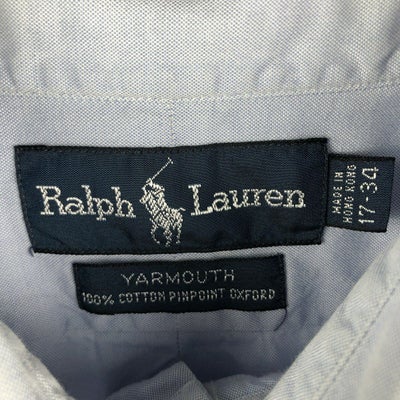 Ralph Lauren
MADE IN
HONG KONG
17-34
YARMOUTH
100% COTTON PINPOINT OXFORD